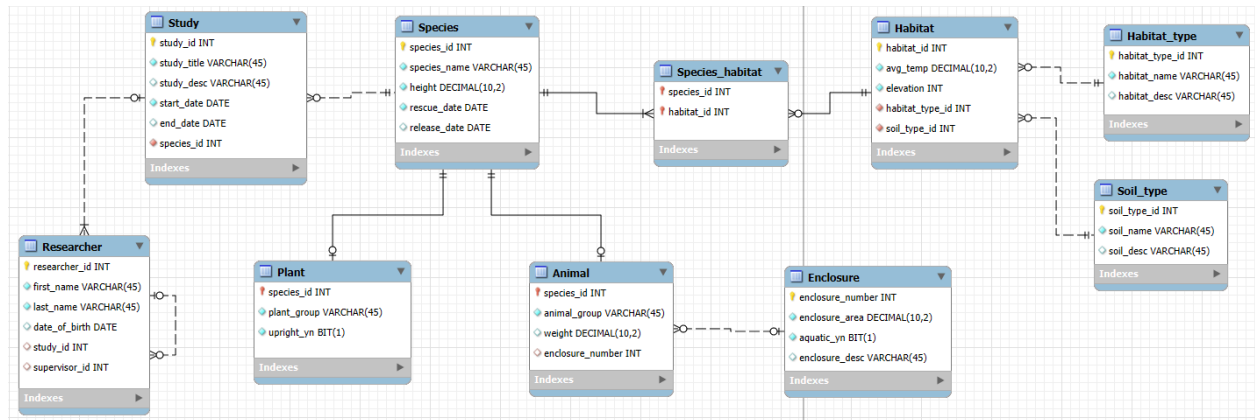 Study
study_id INT
study_title VARCHAR(45)
study_desc VARCHAR(45)
start_date DATE
end_date DATE
species_id INT
Indexes
Species
species_id INT
species_name VARCHAR(45)
height DECIMAL(10,2)
rescue_date DATE
release_date DATE
Indexes
Species_habitat
species_id INT
habitat_id INT
Indexes
Habitat
habitat_id INT
avg_temp DECIMAL(10,2)
elevation INT
habitat_type_id INT
soil_type_id INT
Indexes
Habitat_type
habitat_type_id INT
habitat_name VARCHAR(45)
habitat_desc VARCHAR(45)
Indexes
Soil_type
soil_type_id INT
soil_name VARCHAR(45)
soil_desc VARCHAR(45)
Indexes
Researcher
researcher_id INT
first_name VARCHAR(45)
last_name VARCHAR(45)
date_of_birth DATE
study_id INT
supervisor_id INT
Indexes
Plant
species_id INT
plant_group VARCHAR(45)
upright_yn BIT(1)
Indexes
Animal
species_id INT
animal_group VARCHAR(45)
weight DECIMAL(10,2)
enclosure_number INT
Indexes
Enclosure
enclosure_number INT
enclosure_area DECIMAL(10,2)
aquatic_yn BIT(1)
enclosure_desc VARCHAR(45)
Indexes